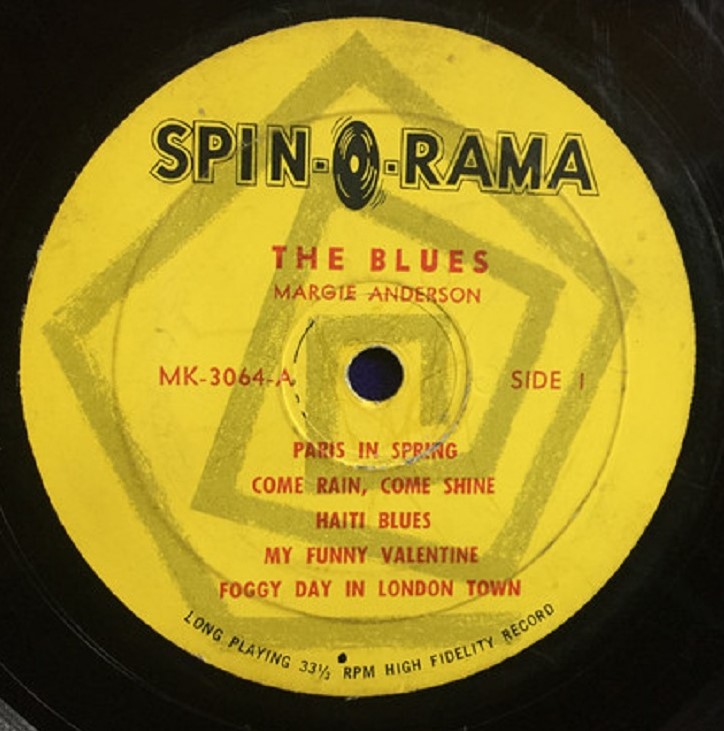 SPIN-O-RAMA
THE BLUES
MARGIE ANDERSON
MK-3064-A
SIDE 1
PARIS IN SPRING
COME RAIN, COME SHINE
HAITI BLUES
MY FUNNY VALENTINE
FOGGY DAY IN LONDON TOWN
LONG PLAYING 33⅓ RPM HIGH FIDELITY RECORD